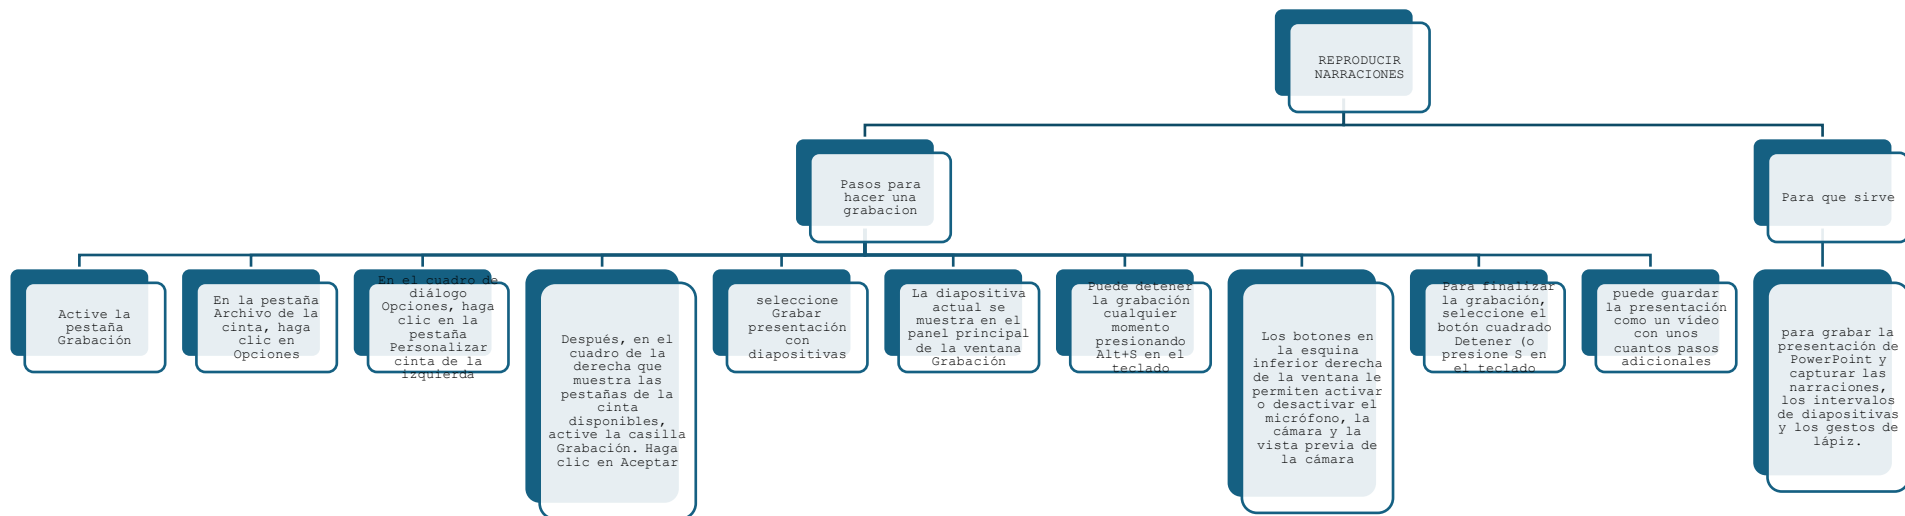 REPRODUCIR
NARRACIONES
Pasos para
hacer una
grabacion
Para que sirve
Active la
pestaña
Grabación
En la pestaña
Archivo de la
cinta, haga
clic en
Opciones
En el cuadro de
diálogo
Opciones, haga
clic en la
pestaña
Personalizar
cinta de la
izquierda
Después, en el
cuadro de la
derecha que
muestra las
pestañas de la
cinta
disponibles,
active la casilla
Grabación. Haga
clic en Aceptar
seleccione
Grabar
presentación
con
diapositivas
La diapositiva
actual se
muestra en el
panel principal
de la ventana
Grabación
Puede detener
la grabación
cualquier
momento
presionando
Alt+S en el
teclado
Los botones en
la esquina
inferior derecha
de la ventana le
permiten activar
o desactivar el
micrófono, la
cámara y la
vista previa de
la cámara
Para finalizar
la grabación,
seleccione el
botón cuadrado
Detener (o
presione S en
el teclado
puede guardar
la presentación
como un vídeo
con unos
cuantos pasos
adicionales
para grabar la
presentación de
PowerPoint y
capturar las
narraciones,
los intervalos
de diapositivas
y los gestos de
lápiz.